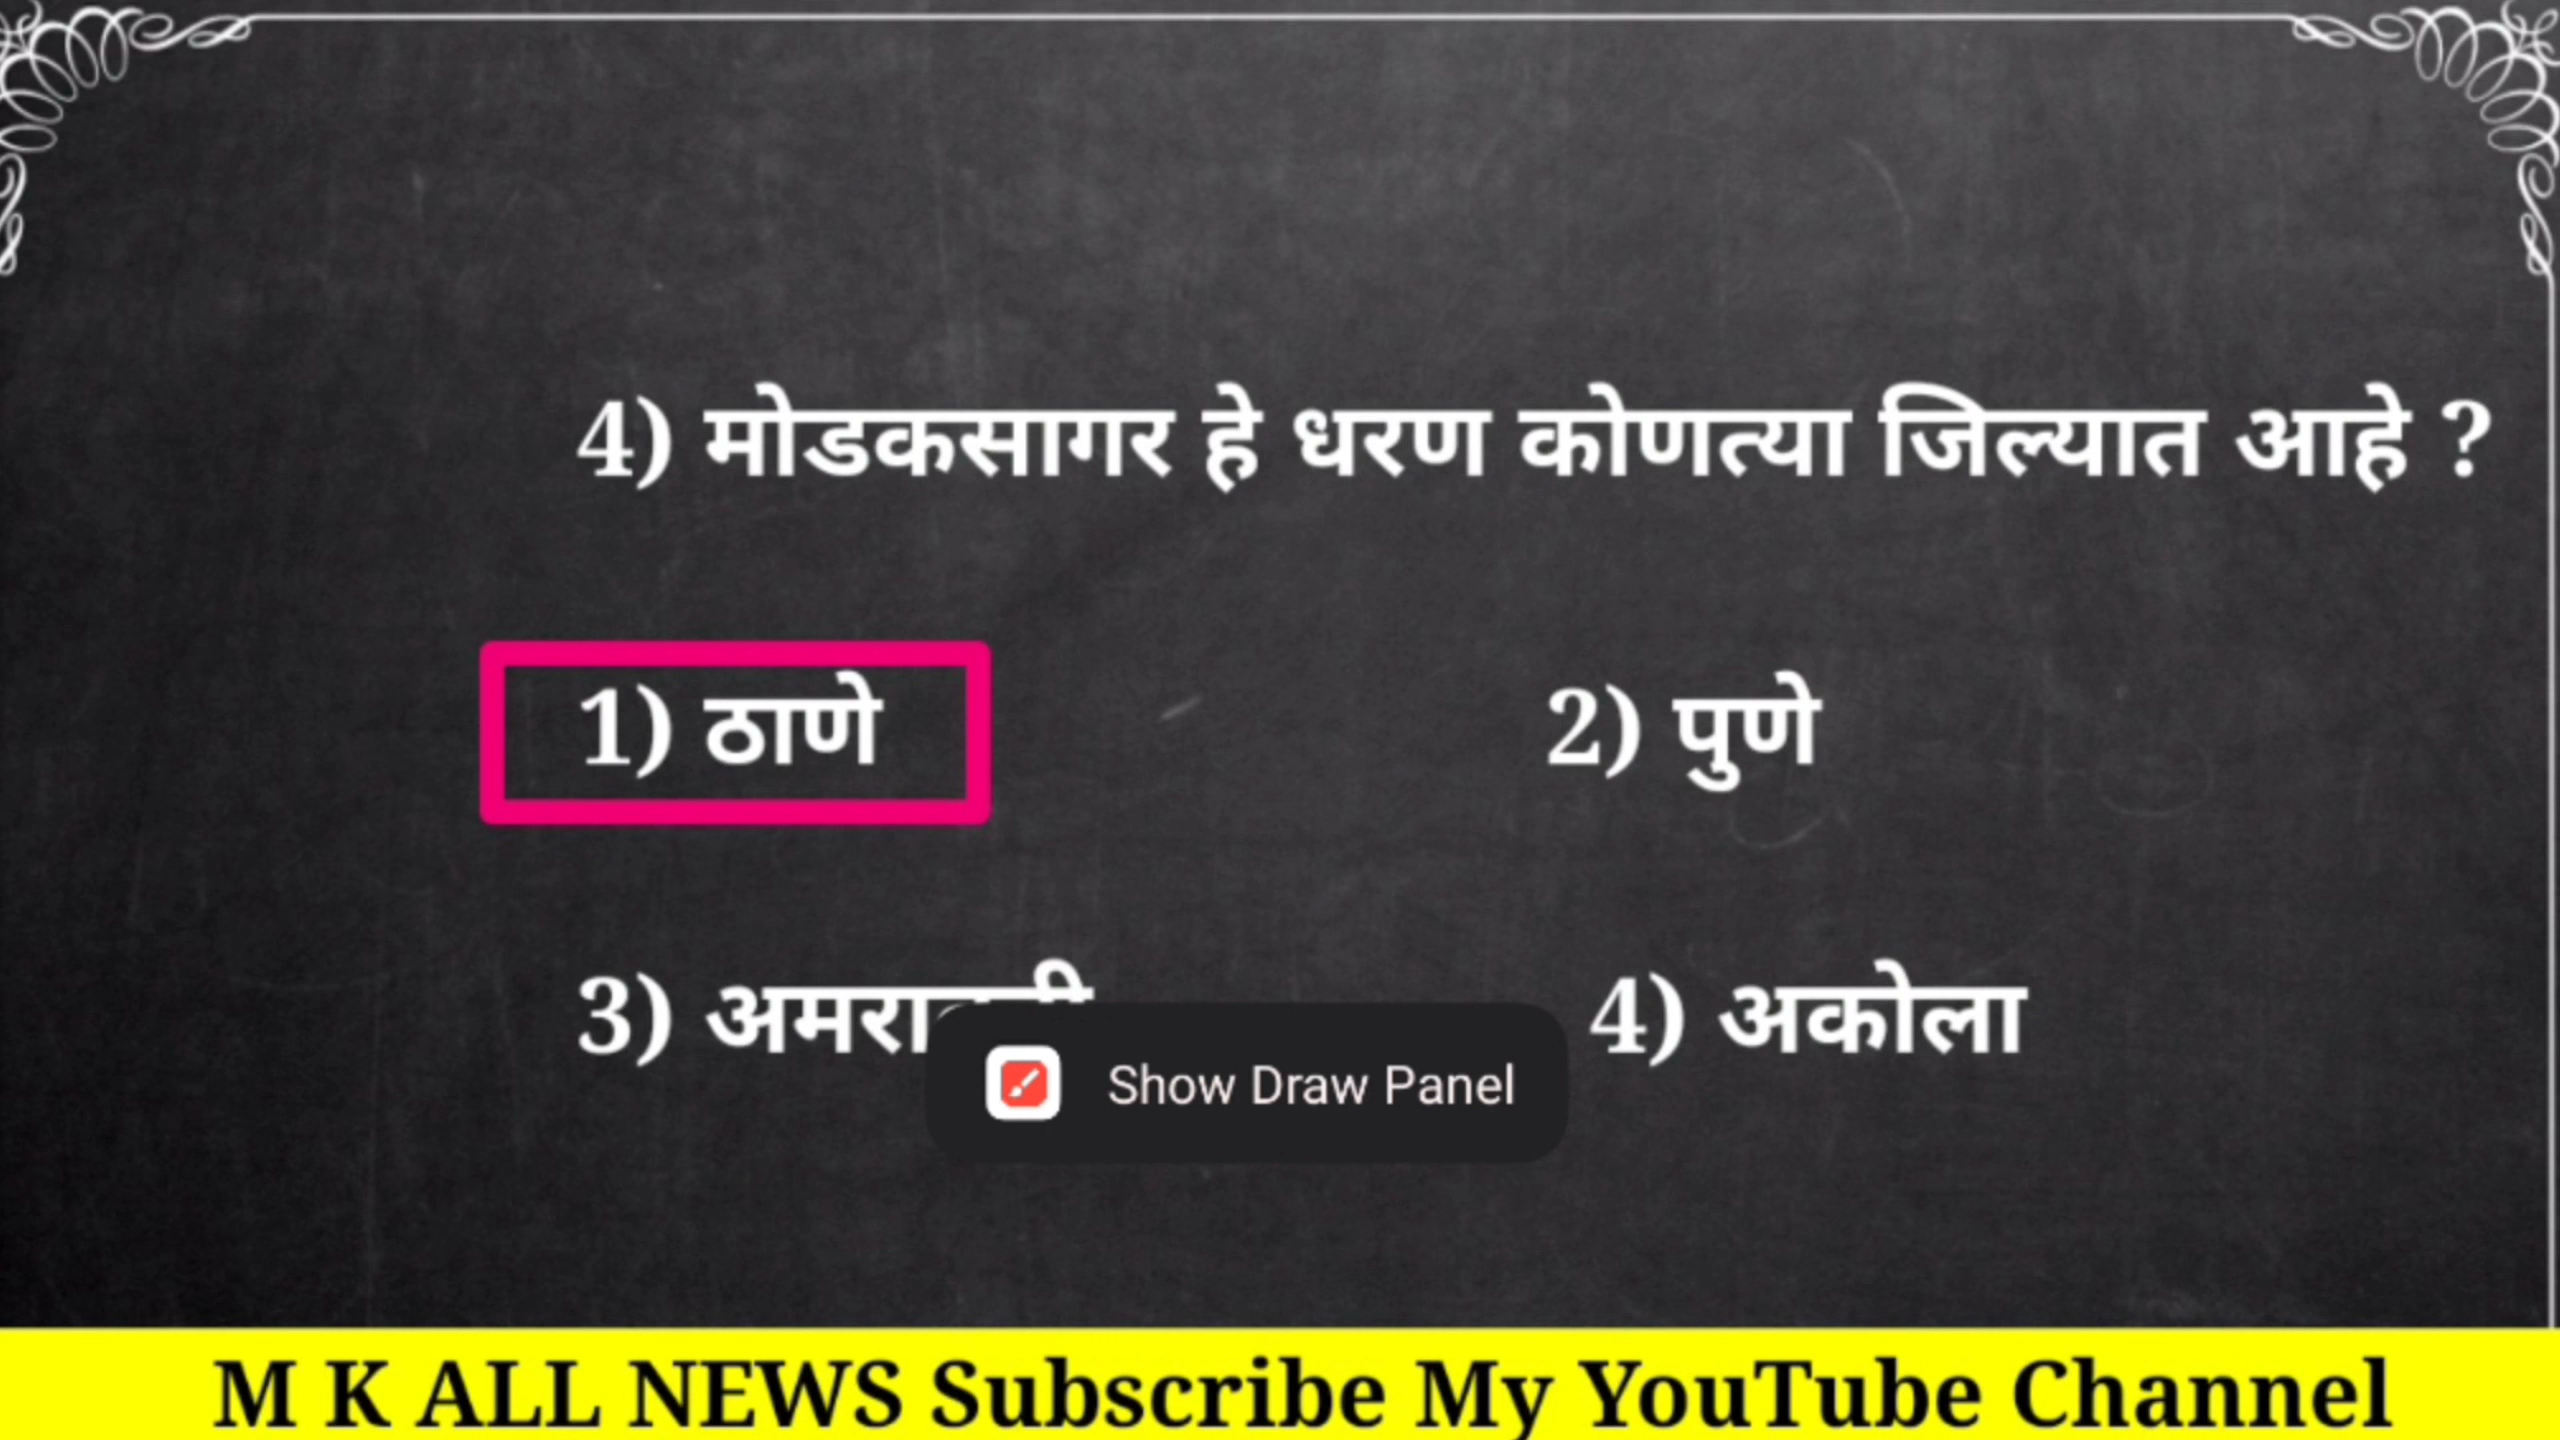 4) मोडकसागर हे धरण कोणत्या जिल्यात आहे ?
1) ठाणे
2) पुणे
3)
4) अकोला
Show Draw Panel
M K ALL NEWS Subscribe My YouTube Channel